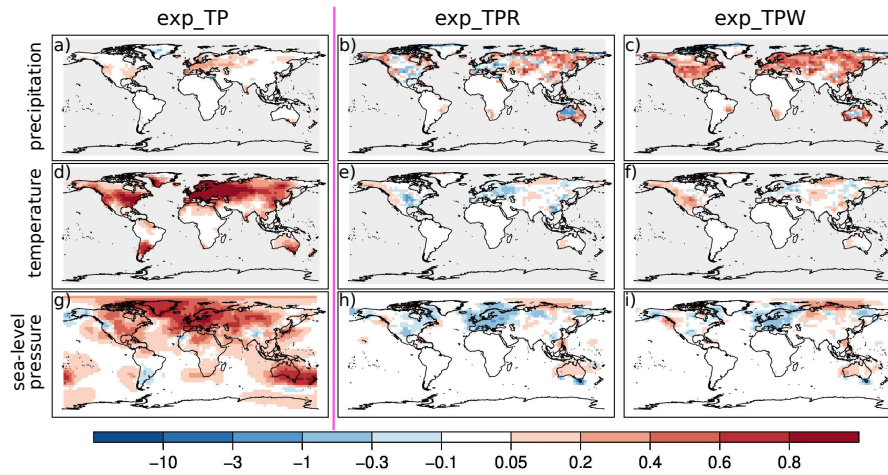 exp_TP exp_TPR exp_TPW
precipitation
a) b) c)
temperature
d) e) f)
sea-level
pressure
g) h) i)
−10 −3 −1 −0.3 −0.1 0.05 0.2 0.4 0.6 0.8